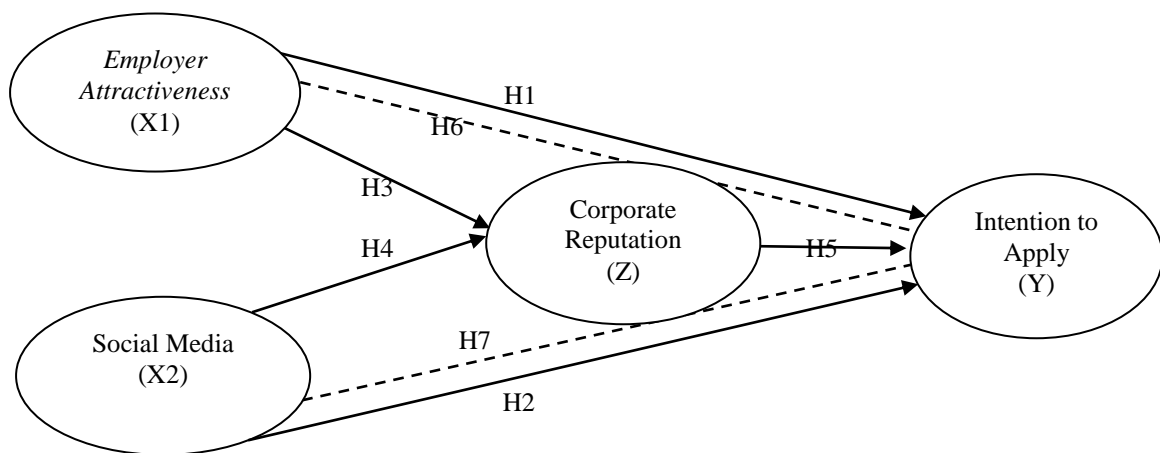 Employer
Attractiveness
(X1)
H1
H6
H3
Corporate
Reputation
(Z)
Intention to
Apply
(Y)
H4
H5
Social Media
(X2)
H7
H2